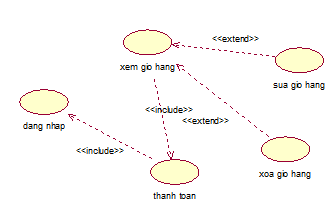 <<extend>>
xem gio hang
sua gio hang
<<include>>
<<extend>>
dang nhap
<<include>>
xoa gio hang
thanh toan